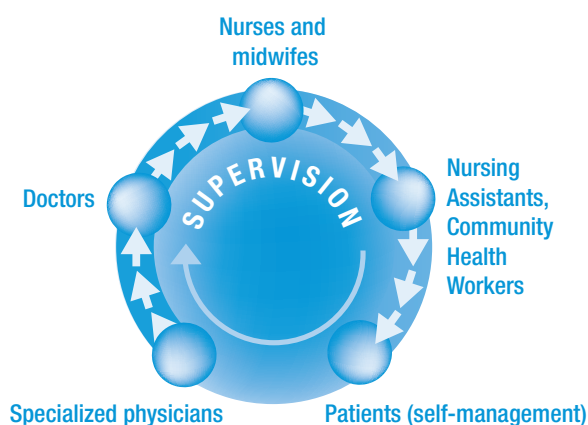 Nurses and
midwifes
SUPERVISION
Doctors
Nursing
Assistants,
Community
Health
Workers
Specialized physicians
Patients (self-management)